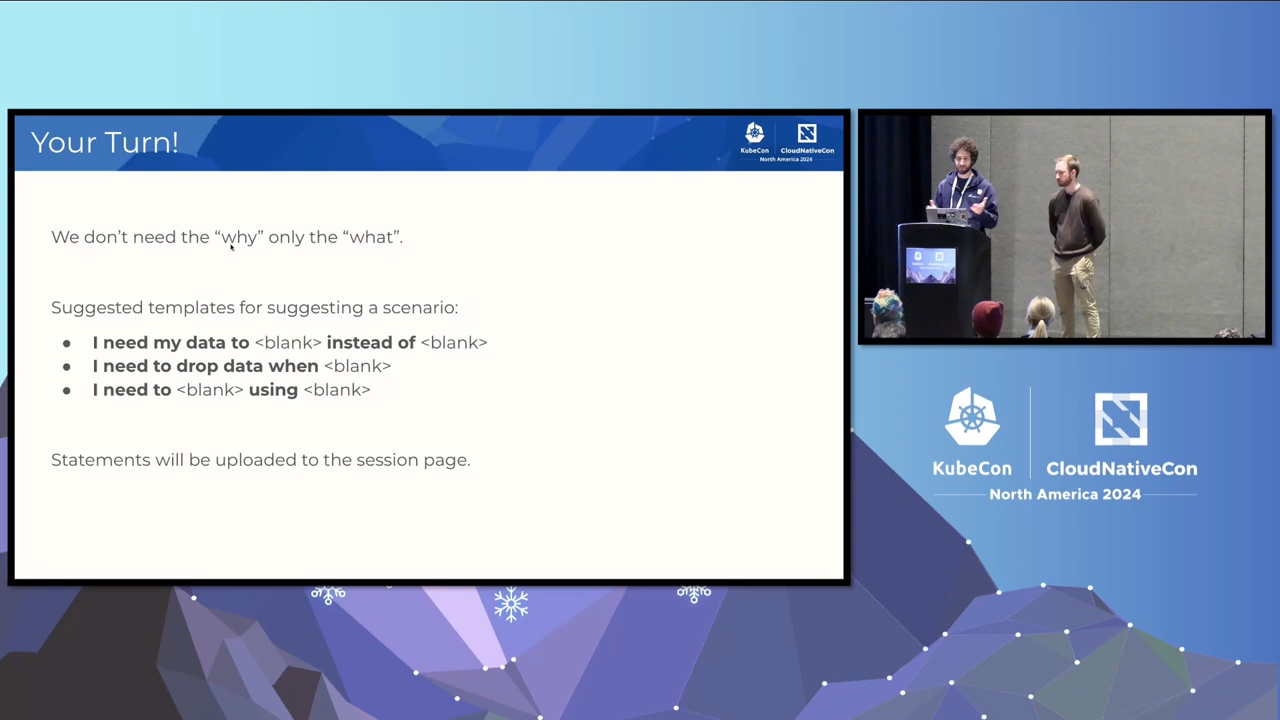 Your Turn!
KubeCon
CloudNativeCon
North America 2024
We don’t need the “why” only the “what”.
Suggested templates for suggesting a scenario:
● I need my data to <blank> instead of <blank>
● I need to drop data when <blank>
● I need to <blank> using <blank>
Statements will be uploaded to the session page.
KubeCon
CloudNativeCon
North America 2024